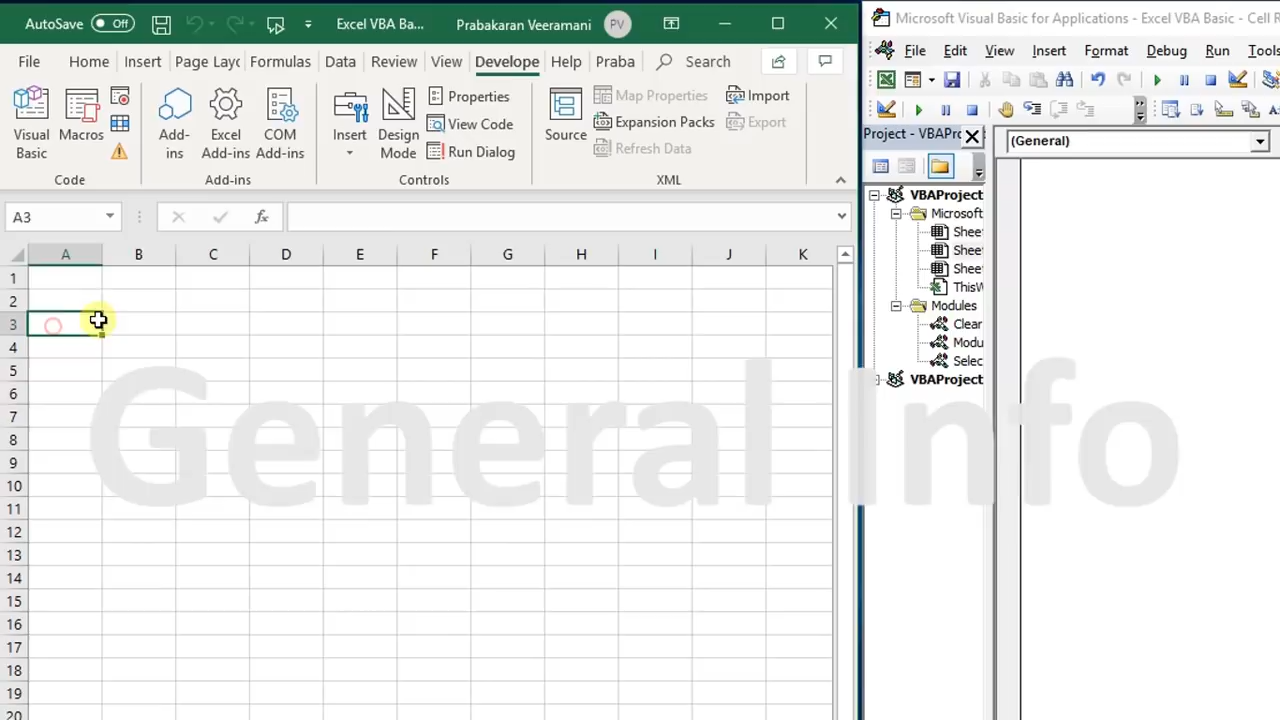 AutoSave Off Excel VBA Ba... Prabakaran Veeramani PV
File Home Insert Page Layc Formulas Data Review View Develope Help Praba Search
Visual Basic
Macros
Code
Add-ins
Excel Add-ins
COM Add-ins
Add-ins
Insert
Design Mode
Properties
View Code
Run Dialog
Controls
Source
Map Properties
Expansion Packs
Refresh Data
Import
Export
XML
A3 fx
A B C D E F G H I J K
1
2
3
4
5
6
7
8
9
10
11
12
13
14
15
16
17
18
19
20
General Info
Microsoft Visual Basic for Applications - Excel VBA Basic - Cell R
File Edit View Insert Format Debug Run Tools
Project - VBAPro
(General)
VBAProject
Microsoft
Shee
Shee
Shee
ThisW
Modules
Clear
Modu
Selec
VBAProject